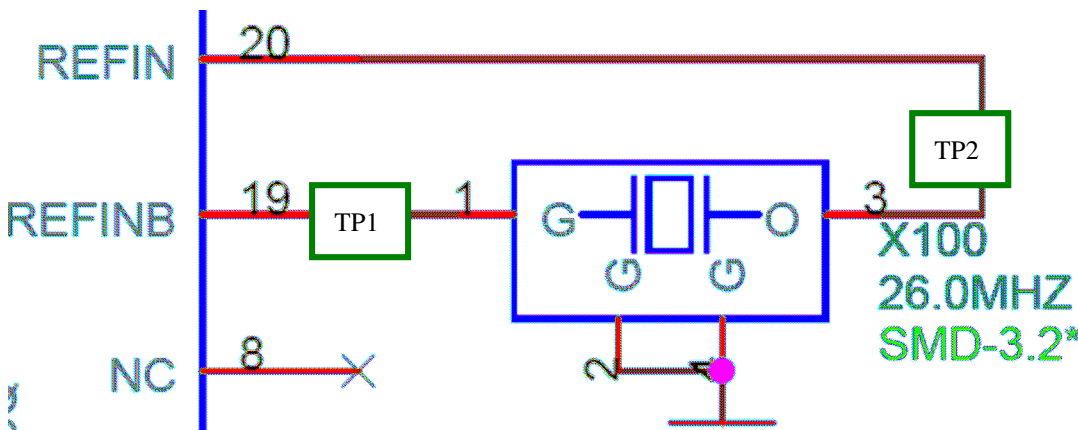 REFIN 20
TP2
REFINB 19 TP1 1 G O 3
G G
X100
26.0MHZ
SMD-3.2*
NC 8 2 4